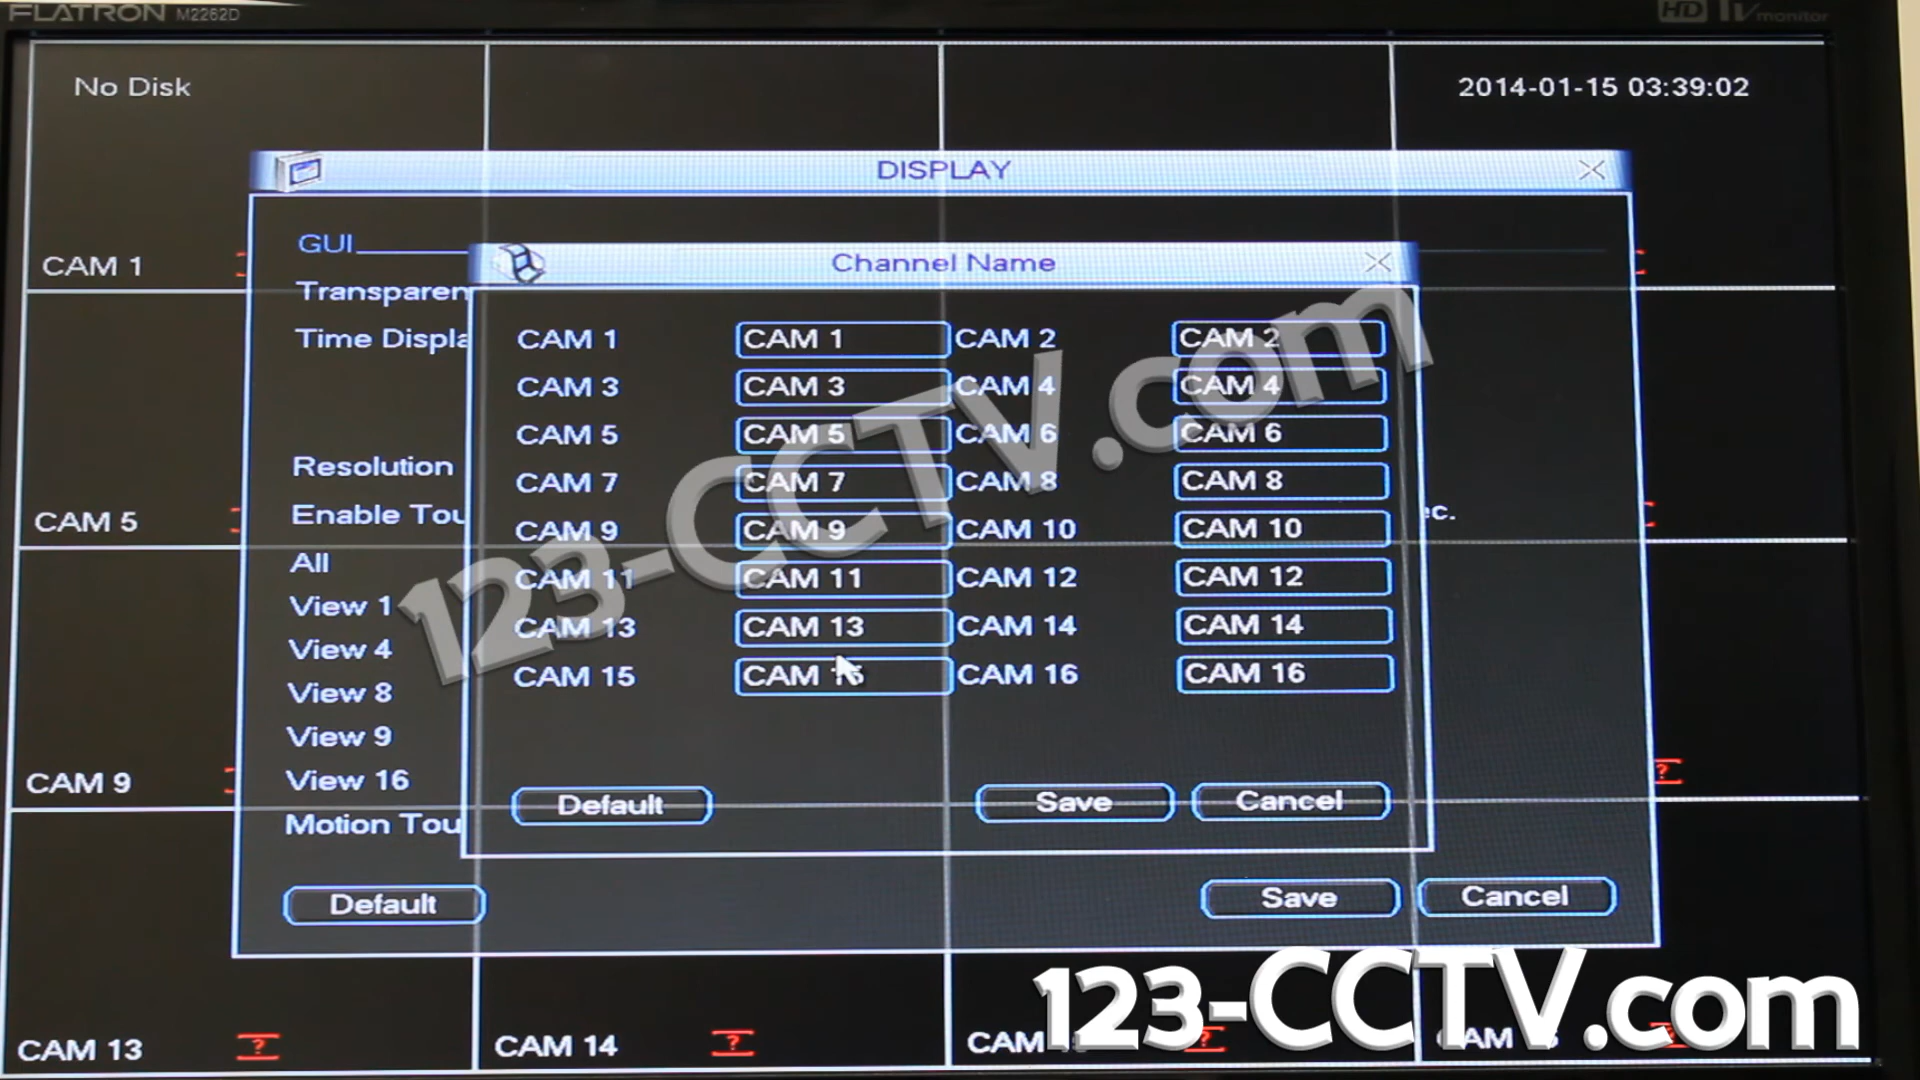 FLATRON M2262D
HD TV monitor
No Disk
2014-01-15 03:39:02
DISPLAY
GUI
Channel Name
CAM 1
Transparen
Time Displa
CAM 1 CAM 1 CAM 2 CAM 2
CAM 3 CAM 3 CAM 4 CAM 4
CAM 5 CAM 5 CAM 6 CAM 6
Resolution
CAM 7 CAM 7 CAM 8 CAM 8
Enable Tou
CAM 5
CAM 9 CAM 9 CAM 10 CAM 10
All
CAM 11 CAM 11 CAM 12 CAM 12
View 1
CAM 13 CAM 13 CAM 14 CAM 14
View 4
CAM 15 CAM 15 CAM 16 CAM 16
View 8
View 9
View 16
CAM 9
?
Default Save Cancel
Motion Tou
Default Save Cancel
CAM 13 ? CAM 14 ? CAM ?
123-CCTV.com
123-CCTV.com